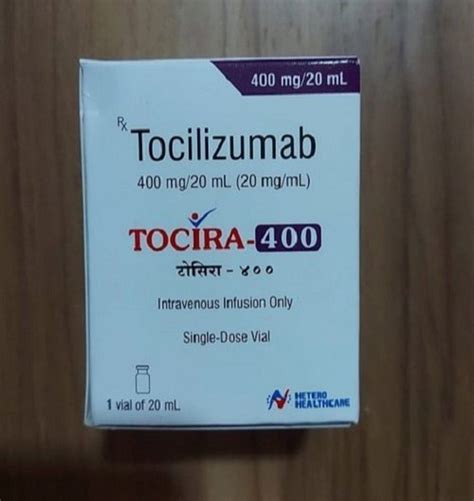 400 mg/20 mL
Rx
Tocilizumab
400 mg/20 mL (20 mg/mL)
TOCIRA-400
टोसिरा - ४००
Intravenous Infusion Only
Single-Dose Vial
1 vial of 20 mL
HETERO
HEALTHCARE